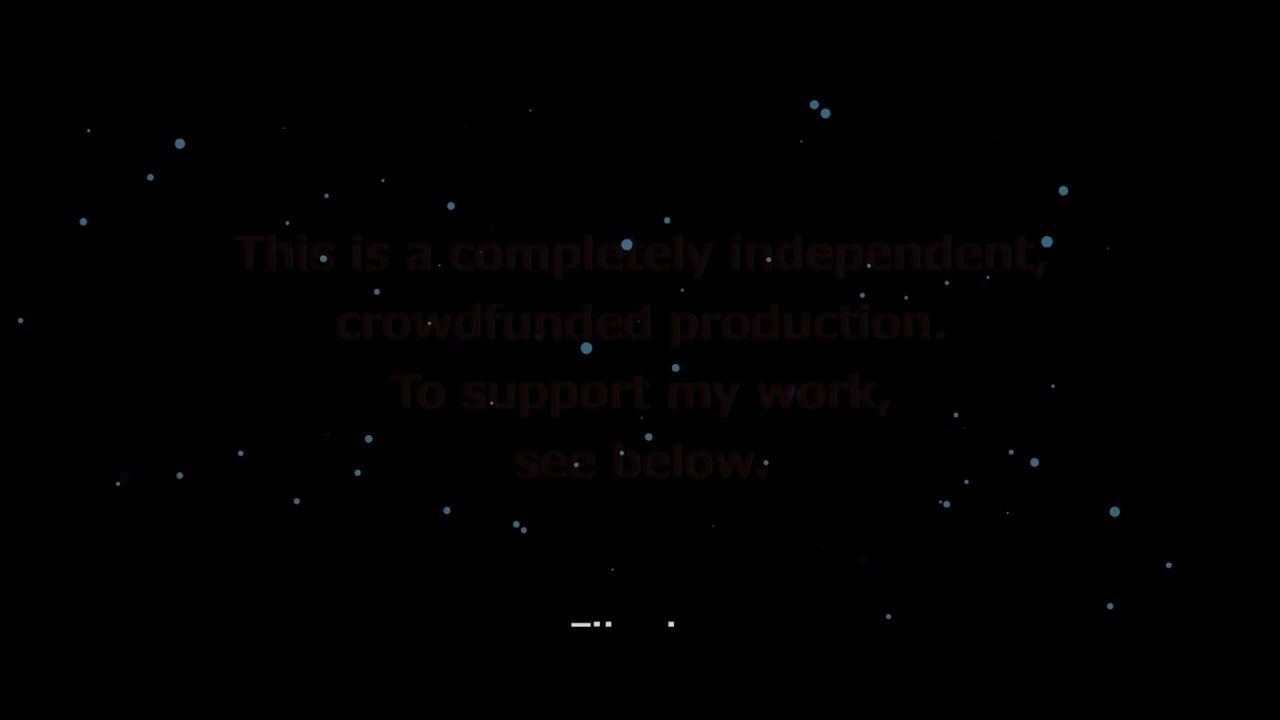 This is a completely independent,
crowdfunded production.
To support my work,
see below.